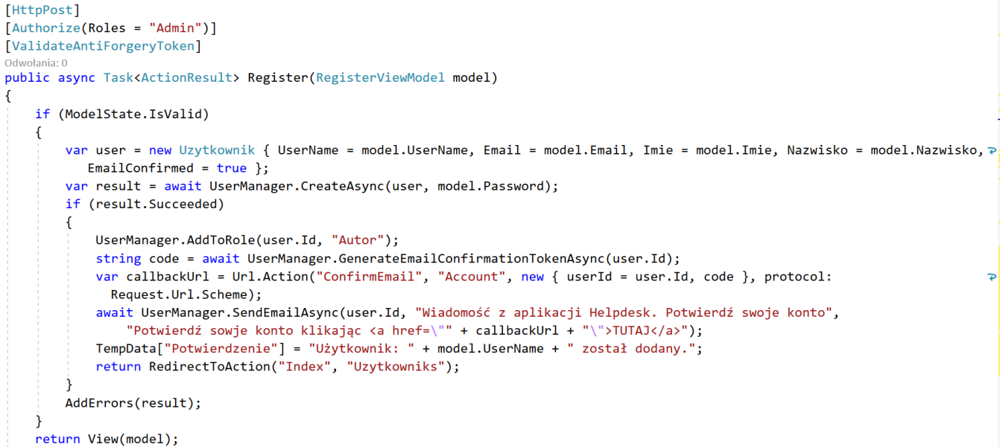 [HttpPost]
[Authorize(Roles = "Admin")]
[ValidateAntiForgeryToken]
Odwołania: 0
public async Task<ActionResult> Register(RegisterViewModel model)
{
if (ModelState.IsValid)
{
var user = new Uzytkownik { UserName = model.UserName, Email = model.Email, Imie = model.Imie, Nazwisko = model.Nazwisko,
EmailConfirmed = true };
var result = await UserManager.CreateAsync(user, model.Password);
if (result.Succeeded)
{
UserManager.AddToRole(user.Id, "Autor");
string code = await UserManager.GenerateEmailConfirmationTokenAsync(user.Id);
var callbackUrl = Url.Action("ConfirmEmail", "Account", new { userId = user.Id, code }, protocol:
Request.Url.Scheme);
await UserManager.SendEmailAsync(user.Id, "Wiadomość z aplikacji Helpdesk. Potwierdź swoje konto",
"Potwierdź sowje konto klikając <a href=\"" + callbackUrl + "\">TUTAJ</a>");
TempData["Potwierdzenie"] = "Użytkownik: " + model.UserName + " został dodany.";
return RedirectToAction("Index", "Uzytkowniks");
}
AddErrors(result);
}
return View(model);